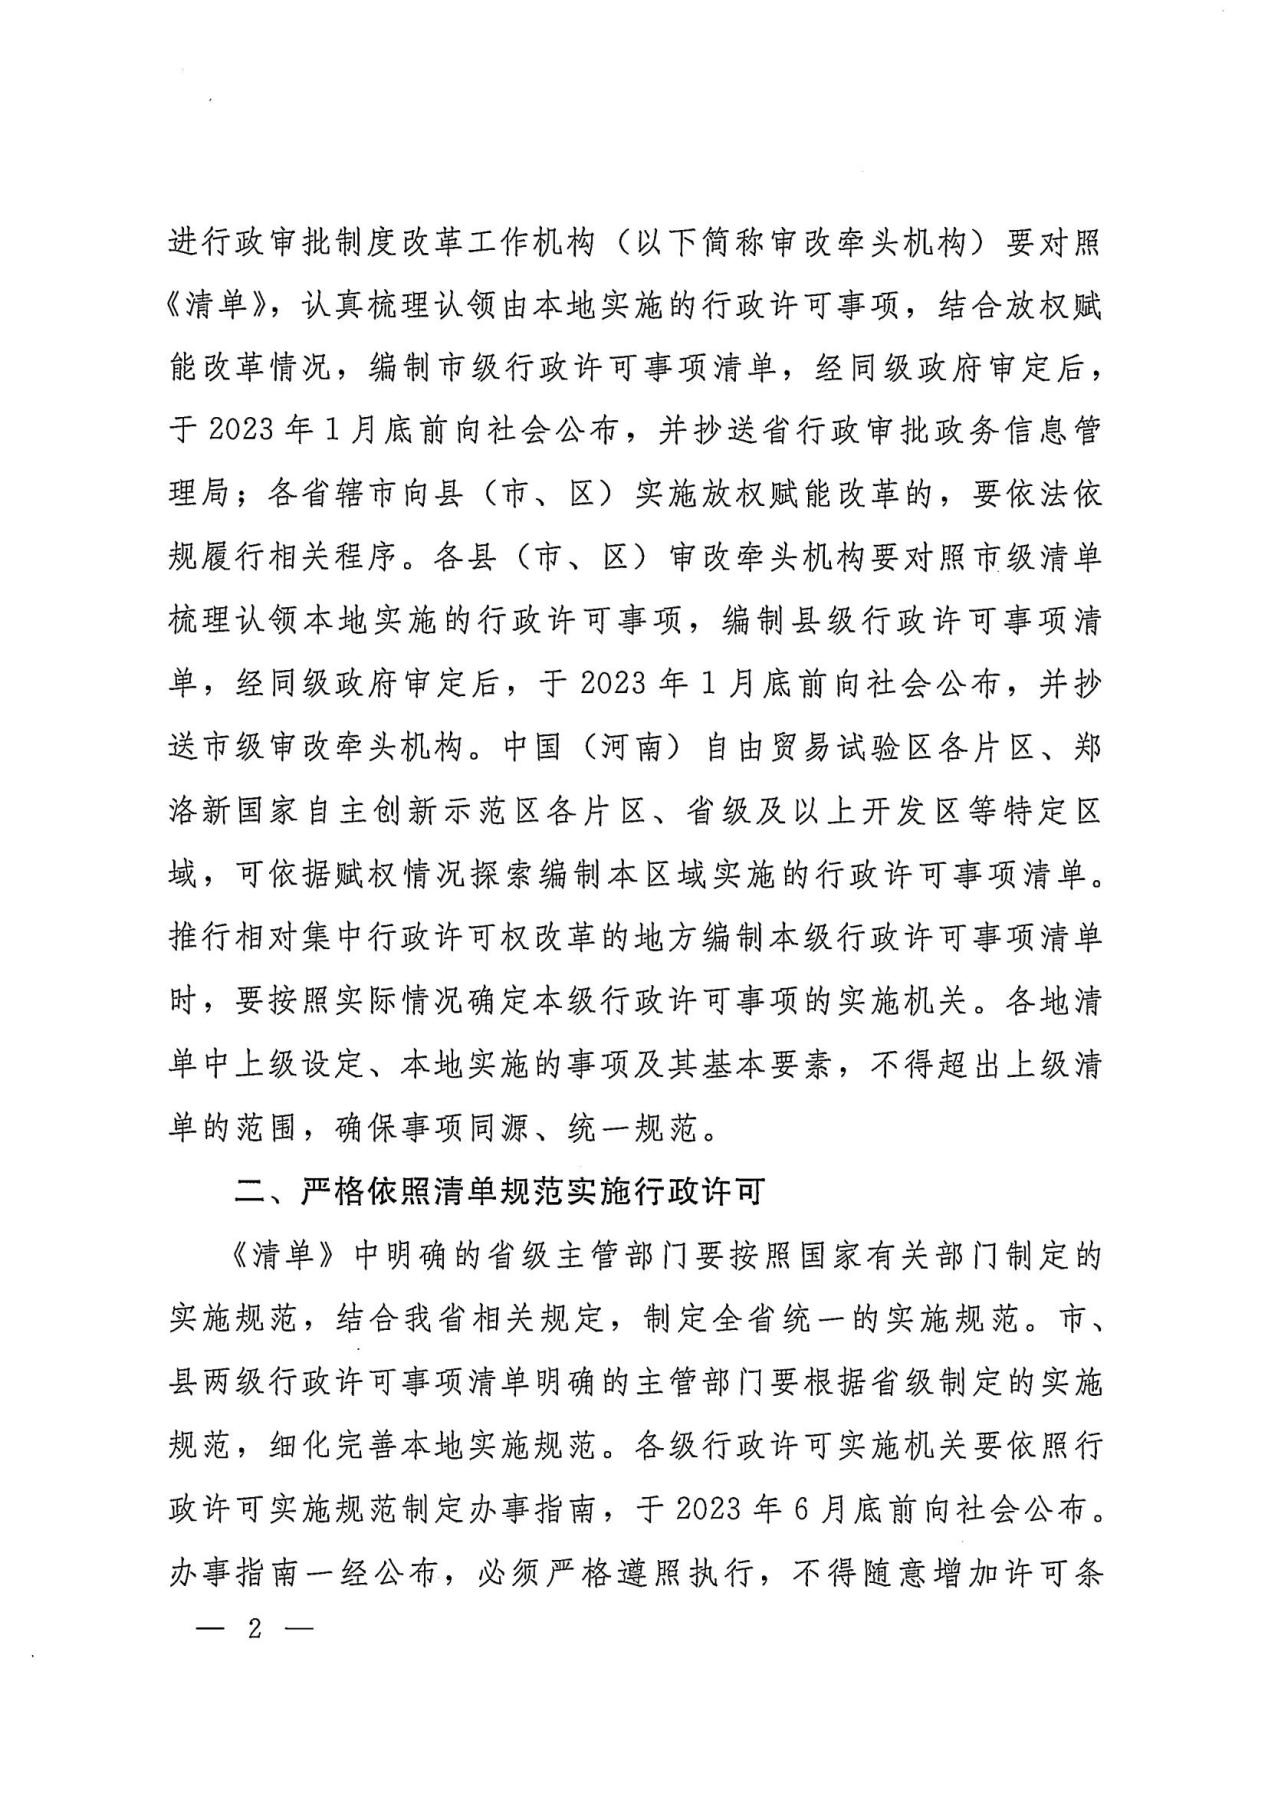 进行政审批制度改革工作机构（以下简称审改牵头机构）要对照
《清单》，认真梳理认领由本地实施的行政许可事项，结合放权赋
能改革情况，编制市级行政许可事项清单，经同级政府审定后，
于 2023 年 1 月底前向社会公布，并抄送省行政审批政务信息管
理局；各省辖市向县（市、区）实施放权赋能改革的，要依法依
规履行相关程序。各县（市、区）审改牵头机构要对照市级清单
梳理认领本地实施的行政许可事项，编制县级行政许可事项清
单，经同级政府审定后，于 2023 年 1 月底前向社会公布，并抄
送市级审改牵头机构。中国（河南）自由贸易试验区各片区、郑
洛新国家自主创新示范区各片区、省级及以上开发区等特定区
域，可依据赋权情况探索编制本区域实施的行政许可事项清单。
推行相对集中行政许可权改革的地方编制本级行政许可事项清单
时，要按照实际情况确定本级行政许可事项的实施机关。各地清
单中上级设定、本地实施的事项及其基本要素，不得超出上级清
单的范围，确保事项同源、统一规范。
二、严格依照清单规范实施行政许可
《清单》中明确的省级主管部门要按照国家有关部门制定的
实施规范，结合我省相关规定，制定全省统一的实施规范。市、
县两级行政许可事项清单明确的主管部门要根据省级制定的实施
规范，细化完善本地实施规范。各级行政许可实施机关要依照行
政许可实施规范制定办事指南，于 2023 年 6 月底前向社会公布。
办事指南一经公布，必须严格遵照执行，不得随意增加许可条
— 2 —